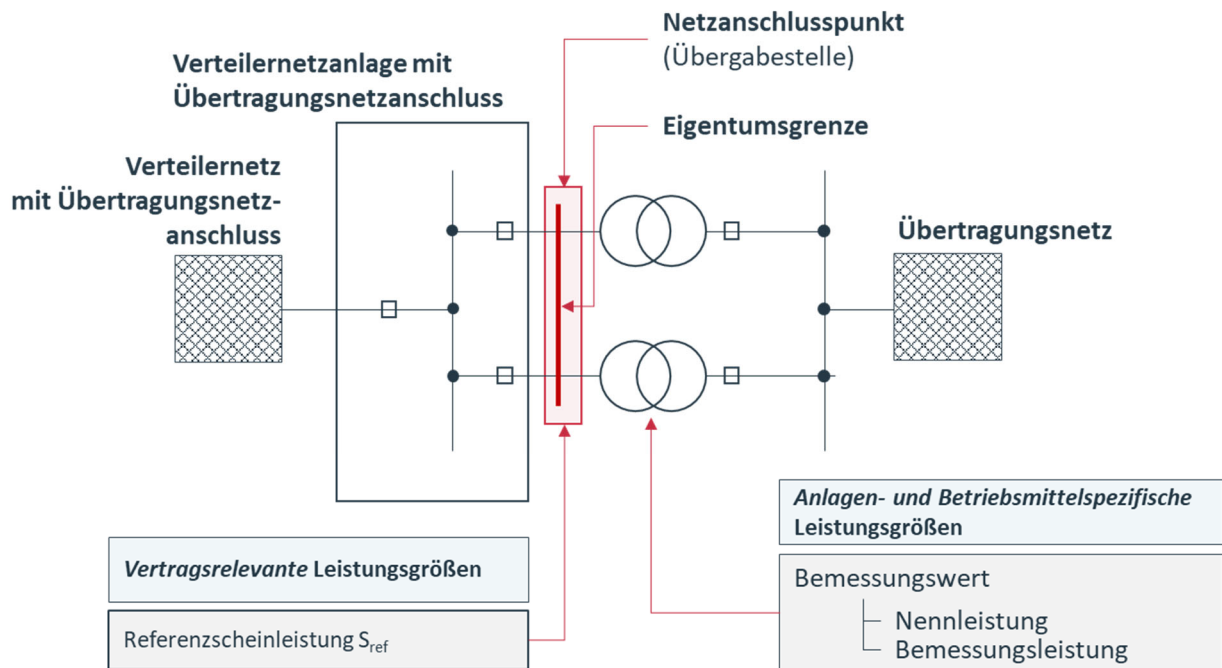 Netzanschlusspunkt
(Übergabestelle)
Verteilernetzanlage mit
Übertragungsnetzanschluss
Eigentumsgrenze
Verteilernetz
mit Übertragungsnetz-
anschluss
Übertragungsnetz
Anlagen- und Betriebsmittelspezifische
Leistungsgrößen
Vertragsrelevante Leistungsgrößen
Bemessungswert
Nennleistung
Bemessungsleistung
Referenzscheinleistung Sref